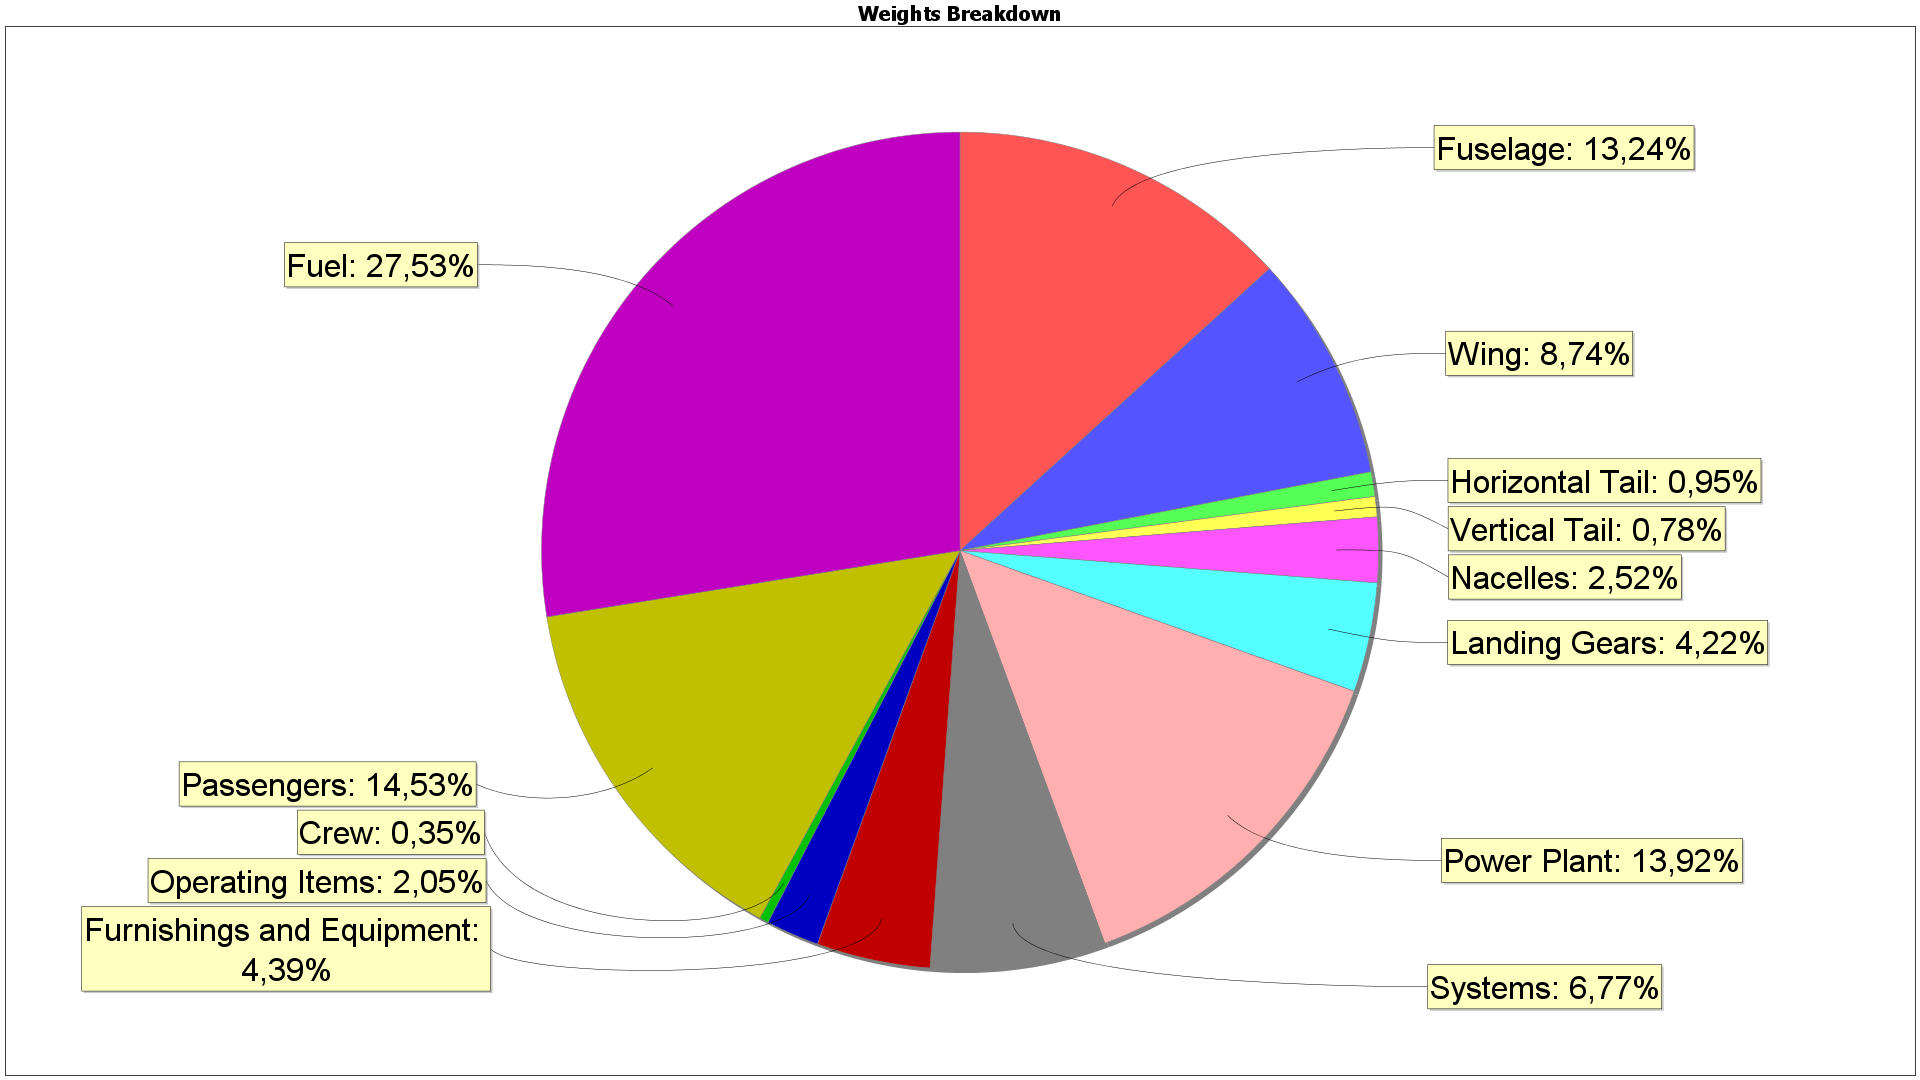 Weights Breakdown
Fuselage: 13,24%
Fuel: 27,53%
Wing: 8,74%
Horizontal Tail: 0,95%
Vertical Tail: 0,78%
Nacelles: 2,52%
Landing Gears: 4,22%
Passengers: 14,53%
Crew: 0,35%
Power Plant: 13,92%
Operating Items: 2,05%
Furnishings and Equipment:
4,39%
Systems: 6,77%